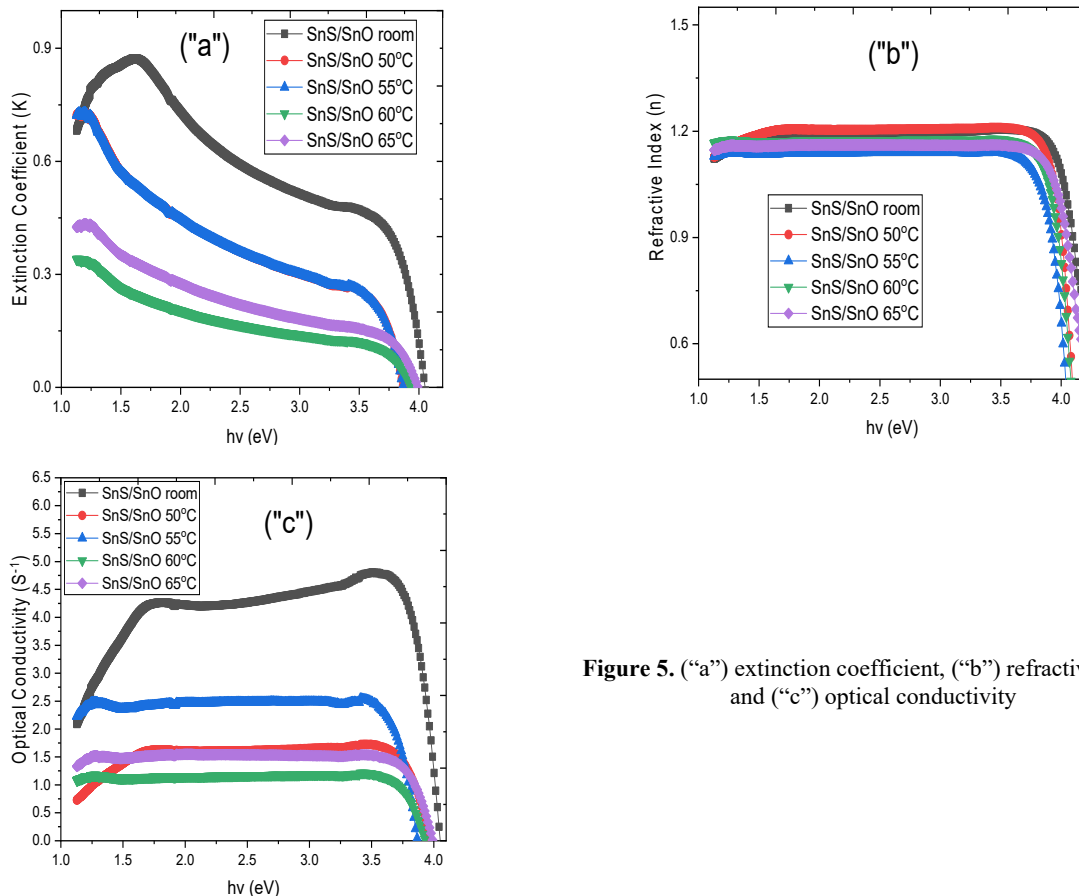 ("a")
SnS/SnO room
SnS/SnO 50°C
SnS/SnO 55°C
SnS/SnO 60°C
SnS/SnO 65°C
Extinction Coefficient (K)
0.9
0.6
0.3
0.0
1.0 1.5 2.0 2.5 3.0 3.5 4.0
hv (eV)
("b")
SnS/SnO room
SnS/SnO 50°C
SnS/SnO 55°C
SnS/SnO 60°C
SnS/SnO 65°C
Refractive Index (n)
1.5
1.2
0.9
0.6
1.0 1.5 2.0 2.5 3.0 3.5 4.0
hv (eV)
("c")
SnS/SnO room
SnS/SnO 50°C
SnS/SnO 55°C
SnS/SnO 60°C
SnS/SnO 65°C
Optical Conductivity (S⁻¹)
6.5
6.0
5.5
5.0
4.5
4.0
3.5
3.0
2.5
2.0
1.5
1.0
0.5
0.0
1.0 1.5 2.0 2.5 3.0 3.5 4.0
hv (eV)
Figure 5. (“a”) extinction coefficient, (“b”) refractiv
and (“c”) optical conductivity